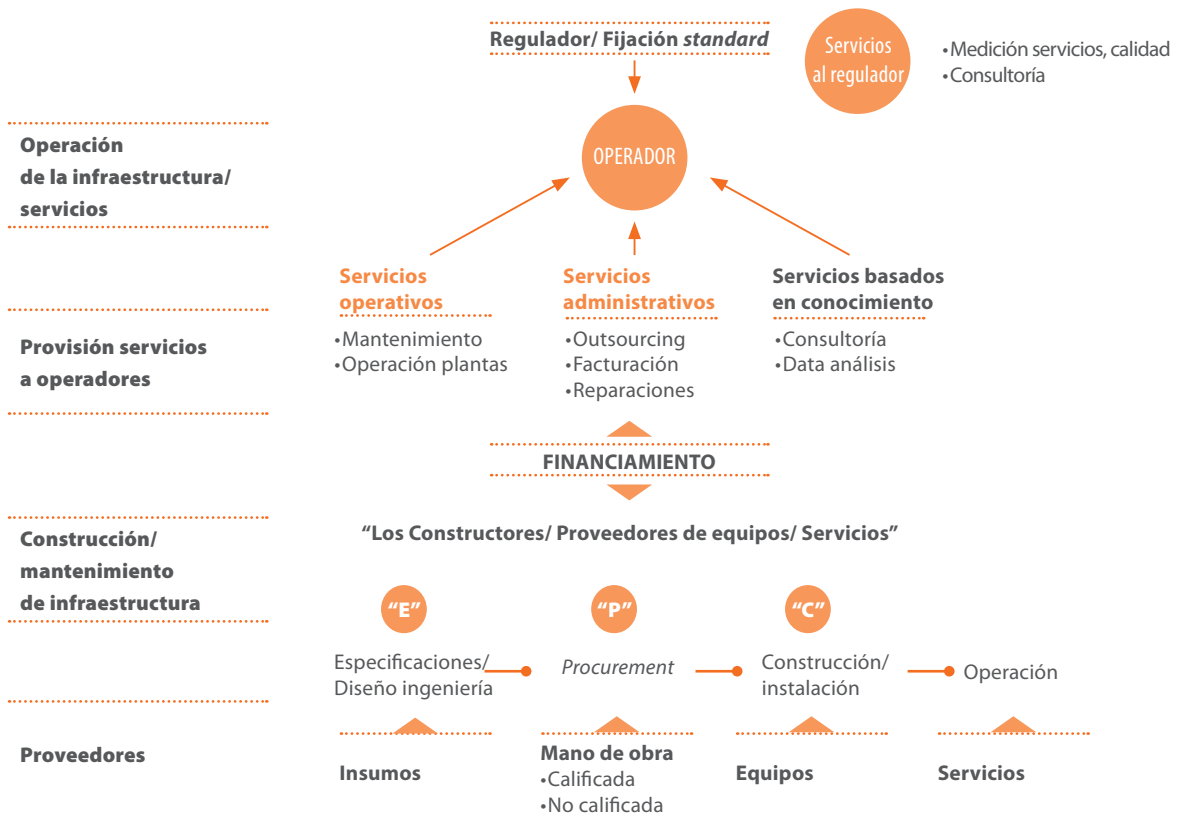 Regulador/ Fijación standard
Servicios
al regulador
•Medición servicios, calidad
•Consultoría
Operación
de la infraestructura/
servicios
OPERADOR
Provisión servicios
a operadores
Servicios
operativos
•Mantenimiento
•Operación plantas
Servicios
administrativos
•Outsourcing
•Facturación
•Reparaciones
Servicios basados
en conocimiento
•Consultoría
•Data análisis
FINANCIAMIENTO
Construcción/
mantenimiento
de infraestructura
“Los Constructores/ Proveedores de equipos/ Servicios”
“E”
“P”
“C”
Especificaciones/
Diseño ingeniería
Procurement
Construcción/
instalación
Operación
Proveedores
Insumos
Mano de obra
•Calificada
•No calificada
Equipos
Servicios